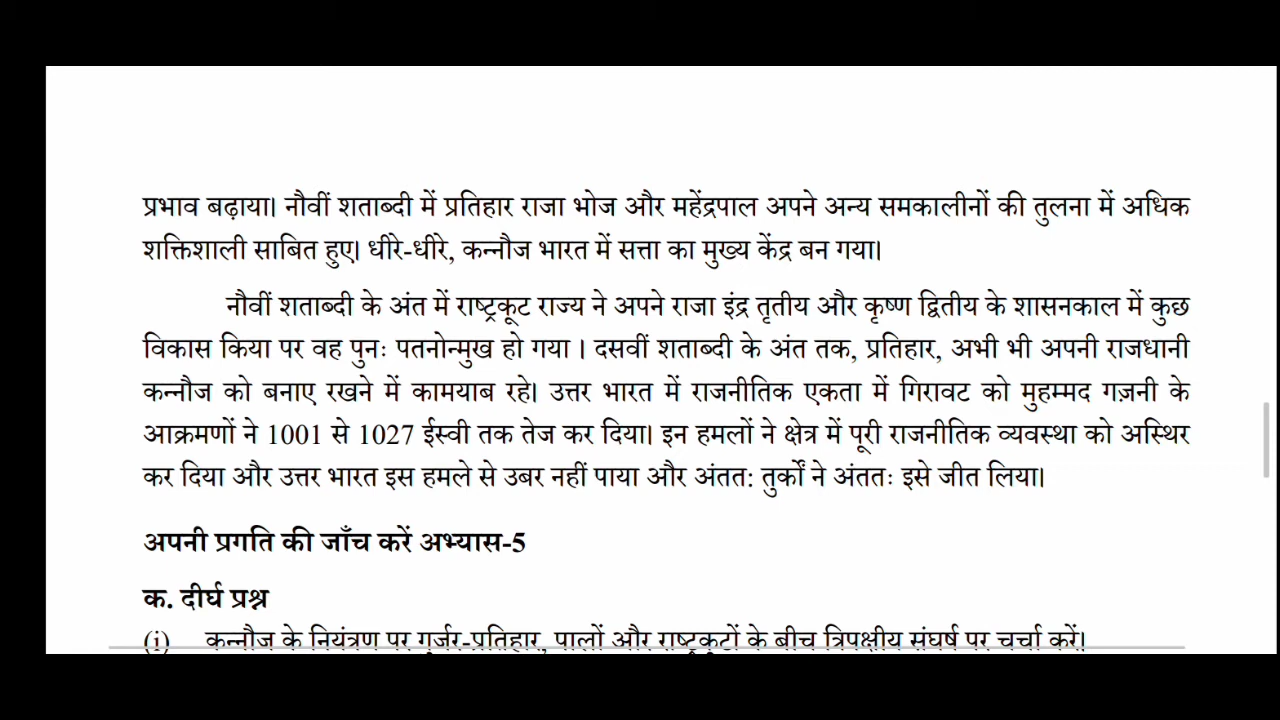 प्रभाव बढ़ाया। नौवीं शताब्दी में प्रतिहार राजा भोज और महेंद्रपाल अपने अन्य समकालीनों की तुलना में अधिक
शक्तिशाली साबित हुए। धीरे-धीरे, कन्नौज भारत में सत्ता का मुख्य केंद्र बन गया।
नौवीं शताब्दी के अंत में राष्ट्रकूट राज्य ने अपने राजा इंद्र तृतीय और कृष्ण द्वितीय के शासनकाल में कुछ
विकास किया पर वह पुनः पतनोन्मुख हो गया । दसवीं शताब्दी के अंत तक, प्रतिहार, अभी भी अपनी राजधानी
कन्नौज को बनाए रखने में कामयाब रहे। उत्तर भारत में राजनीतिक एकता में गिरावट को मुहम्मद गज़नी के
आक्रमणों ने 1001 से 1027 ईस्वी तक तेज कर दिया। इन हमलों ने क्षेत्र में पूरी राजनीतिक व्यवस्था को अस्थिर
कर दिया और उत्तर भारत इस हमले से उबर नहीं पाया और अंतत: तुर्कों ने अंततः इसे जीत लिया।
अपनी प्रगति की जाँच करें अभ्यास-5
क. दीर्घ प्रश्न
(i) कन्नौज के नियंत्रण पर गुर्जर-प्रतिहार, पालों और राष्ट्रकूटों के बीच त्रिपक्षीय संघर्ष पर चर्चा करें।